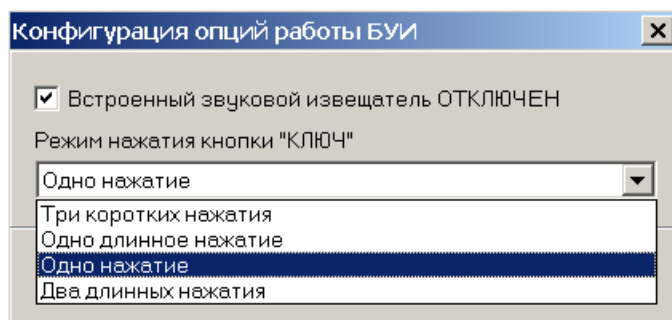 Конфигурация опций работы БУИ
Встроенный звуковой извещатель ОТКЛЮЧЕН
Режим нажатия кнопки "КЛЮЧ"
Одно нажатие
Три коротких нажатия
Одно длинное нажатие
Одно нажатие
Два длинных нажатия